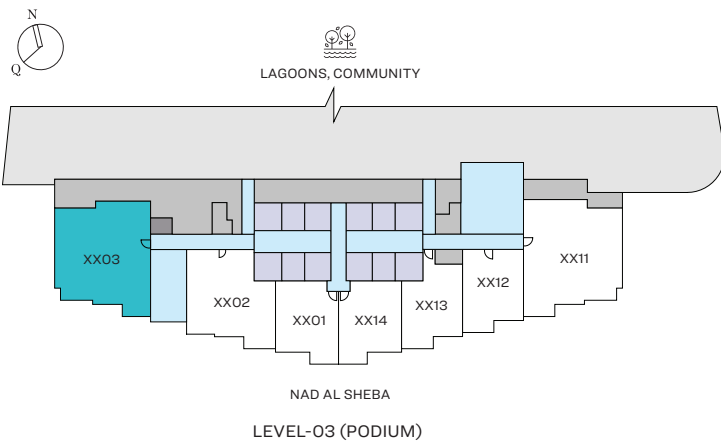 N
Q
LAGOONS, COMMUNITY
XX03
XX02
XX01
XX14
XX13
XX12
XX11
NAD AL SHEBA
LEVEL-03 (PODIUM)